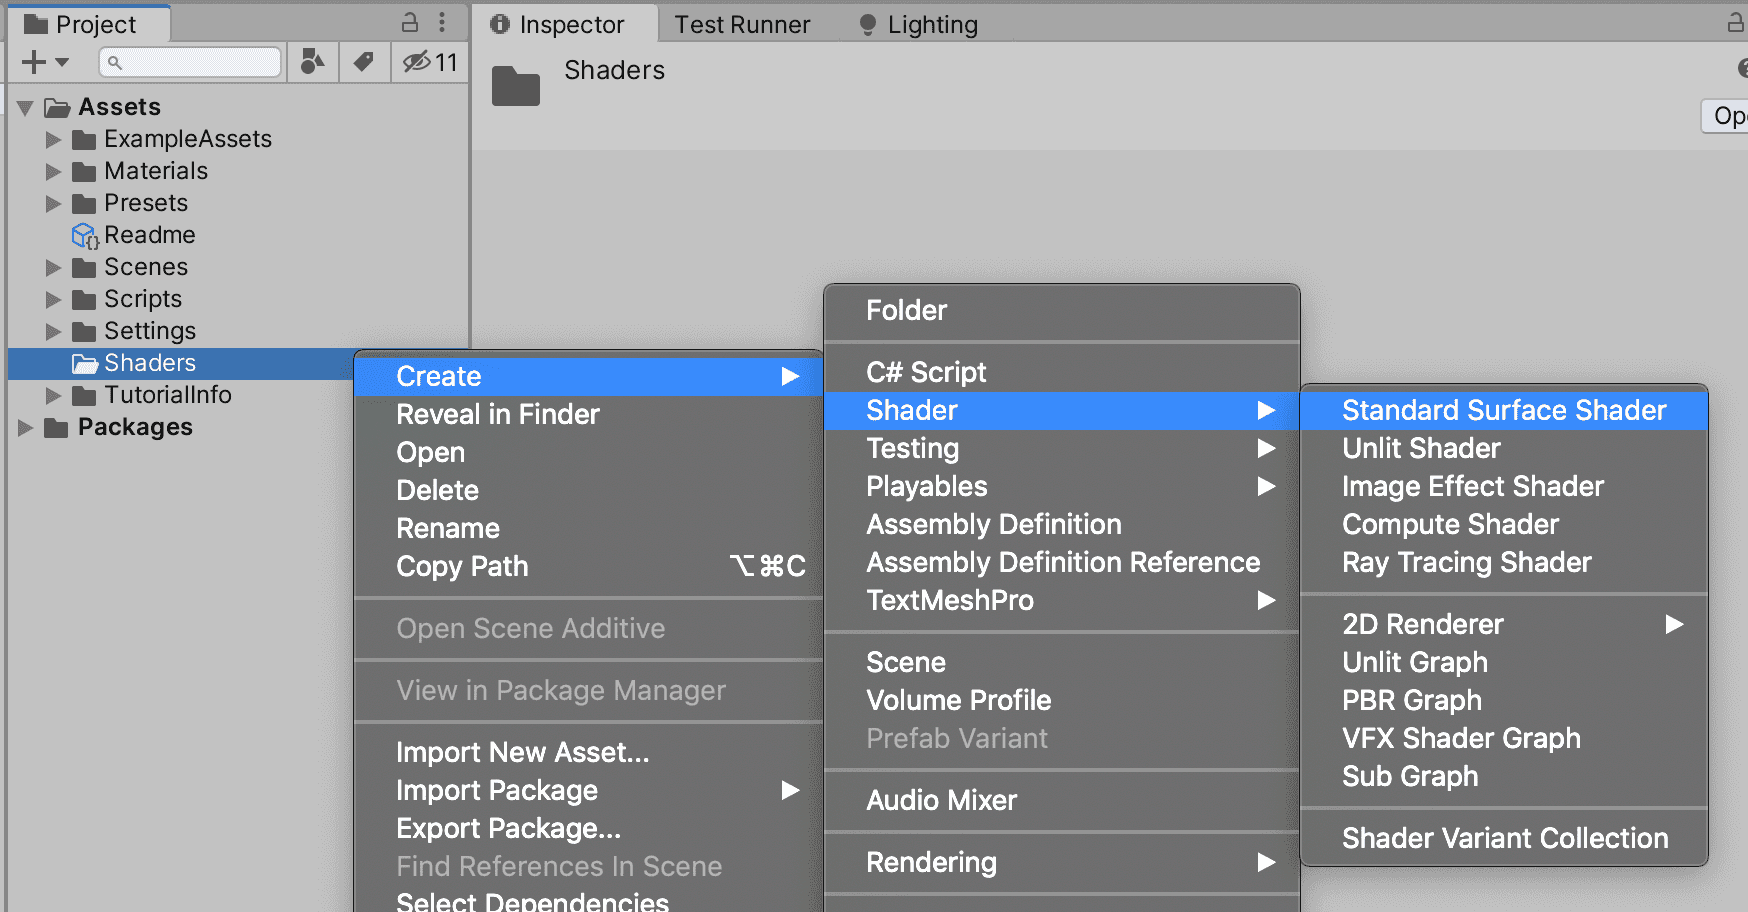 Project
11
Assets
ExampleAssets
Materials
Presets
Readme
Scenes
Scripts
Settings
Shaders
TutorialInfo
Packages
Inspector
Test Runner
Lighting
Shaders
Create
Reveal in Finder
Open
Delete
Rename
Copy Path ⌥⌘C
Open Scene Additive
View in Package Manager
Import New Asset...
Import Package
Export Package...
Find References In Scene
Select Dependencies
Folder
C# Script
Shader
Testing
Playables
Assembly Definition
Assembly Definition Reference
TextMeshPro
Scene
Volume Profile
Prefab Variant
Audio Mixer
Rendering
Standard Surface Shader
Unlit Shader
Image Effect Shader
Compute Shader
Ray Tracing Shader
2D Renderer
Unlit Graph
PBR Graph
VFX Shader Graph
Sub Graph
Shader Variant Collection